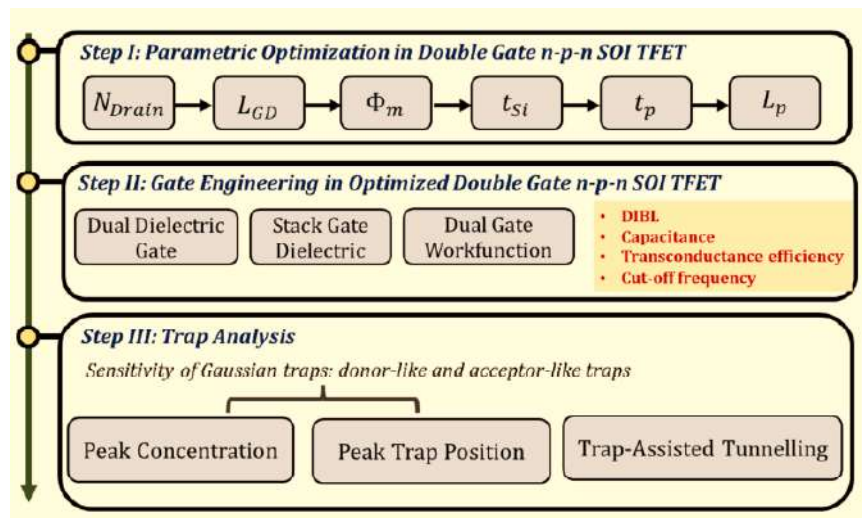 Step I: Parametric Optimization in Double Gate n-p-n SOI TFET
N_Drain L_GD Φ_m t_Si t_p L_p
Step II: Gate Engineering in Optimized Double Gate n-p-n SOI TFET
Dual Dielectric
Gate
Stack Gate
Dielectric
Dual Gate
Workfunction
• DIBL
• Capacitance
• Transconductance efficiency
• Cut-off frequency
Step III: Trap Analysis
Sensitivity of Gaussian traps: donor-like and acceptor-like traps
Peak Concentration
Peak Trap Position
Trap-Assisted Tunnelling